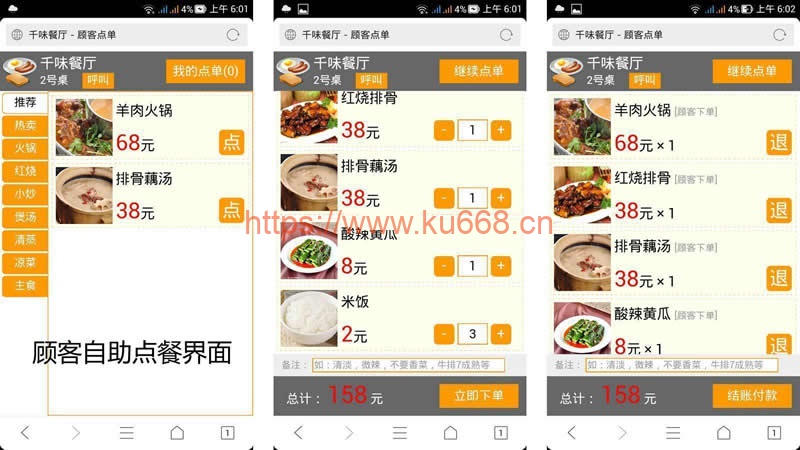 4% 上午 6:01
千味餐厅 - 顾客点单
千味餐厅
2号桌 呼叫
我的点单(0)
推荐
热卖
火锅
红烧
小炒
煲汤
清蒸
凉菜
主食
羊肉火锅
68元
点
排骨藕汤
38元
点
顾客自助点餐界面
1
4% 上午 6:01
千味餐厅 - 顾客点单
千味餐厅
2号桌 呼叫
继续点单
红烧排骨
38元
- 1 +
排骨藕汤
38元
- 1 +
酸辣黄瓜
8元
- 1 +
米饭
2元
- 3 +
备注：
如：清淡，微辣，不要香菜，牛排7成熟等
总计：158元
立即下单
1
4% 上午 6:02
千味餐厅 - 顾客点单
千味餐厅
2号桌 呼叫
继续点单
羊肉火锅 [顾客下单]
68元 × 1
退
红烧排骨 [顾客下单]
38元 × 1
退
排骨藕汤 [顾客下单]
38元 × 1
退
酸辣黄瓜 [顾客下单]
8元 × 1
退
备注：
如：清淡，微辣，不要香菜，牛排7成熟等
总计：158元
结账付款
1
https://www.ku668.cn